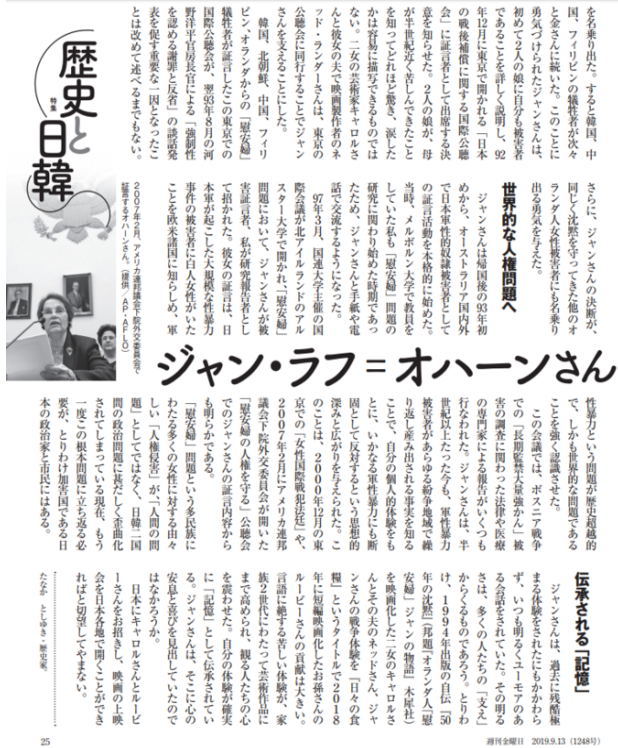 を名乗り出た。すると韓国、中
国、フィリピンの犠牲者が次々
と金さんに続いた。このことに
勇気づけられたジャンさんは、
初めて2人の娘に自分も被害者
であることを詳しく説明し、92
年12月に東京で開かれる「日本
の戦後補償に関する国際公聴
会」に証言者として出席する決
意を知らせた。2人の娘が、母
が半世紀近く苦しんできたこと
を知ってどれほど驚き、涙した
かは容易に描写できるものでは
ない。二女の芸術家キャロルさ
んと彼女の夫で映画製作者のネ
ッド・ランダーさんは、東京の
公聴会に同行することでジャン
さんを支えることにした。
韓国、北朝鮮、中国、フィリ
ピン、オランダからの「慰安婦」
犠牲者が証言したこの東京での
国際公聴会が、翌93年8月の河
野洋平官房長官による「強制性
を認める謝罪と反省」の談話発
表を促す重要な一因となったこ
とは改めて述べるまでもない。
特集
歴史と日韓
さらに、ジャンさんの決断が、
同じく沈黙を守ってきた他のオ
ランダ人女性被害者にも名乗り
出る勇気を与えた。
世界的な人権問題へ
ジャンさんは帰国後の93年初
めから、オーストラリア国内外
で日本軍性的奴隷被害者として
の証言活動を本格的に始めた。
当時、メルボルン大学で教員を
していた私も「慰安婦」問題の
研究に関わり始めた時期であっ
たため、ジャンさんと手紙や電
話で交流するようになった。
97年3月、国連大学主催の国
際会議が北アイルランドのアル
スター大学で開かれ、「慰安婦」
問題において、ジャンさんが被
害証言者、私が研究報告者とし
て招かれた。彼女の証言は、日
本軍が起こした大規模な性暴力
事件の被害者に白人女性がいた
ことを欧米諸国に知らしめ、軍
2007年2月、アメリカ連邦議会下院外交委員会で
証言するオハーンさん。(提供/AP・AFLO)
ジャン・ラフ=オハーンさん
性暴力という問題が歴史超越的
で、しかも世界的な問題である
ことを強く認識させた。
この会議では、ボスニア戦争
での「長期監禁大量強かん」被
害の調査に関わった法律や医療
の専門家による報告がいくつも
行なわれた。ジャンさんは、半
世紀以上たった今も、軍性暴力
被害者があらゆる紛争地域で繰
り返し産み出される事実を知る
ことで、自分の個人的体験をも
とに、いかなる軍性暴力にも断
固として反対するという思想的
深みと広がりを与えられた。こ
のことは、2000年12月の東
京での「女性国際戦犯法廷」や、
2007年2月にアメリカ連邦
議会下院外交委員会が開いた
「慰安婦の人権を守る」公聴会
でのジャンさんの証言内容から
も明らかである。
「慰安婦」問題という多民族に
わたる多くの女性に対する由々
しい「人権侵害」が、「人間の問
題」としてではなく、日韓二国
間の政治問題に甚だしく歪曲化
されてしまっている現在、もう
一度この根本問題に立ち返る必
要が、とりわけ加害国である日
本の政治家と市民にはある。
伝承される「記憶」
ジャンさんは、過去に残酷極
まる体験をされたにもかかわら
ず、いつも明るくユーモアのあ
る会話をされていた。その明る
さは、多くの人たちの「支え」
からくるものであろう。とりわ
け、1994年出版の自伝『50
年の沈黙』(邦題『オランダ人「慰
安婦」ジャンの物語』木犀社)
を映画化した二女のキャロルさ
んとその夫のネッドさん、ジャ
ンさんの戦争体験を『日々の食
糧』というタイトルで2018
年に短編映画化したお孫さんの
ルービーさんの貢献は大きい。
言語に絶する苦しい体験が、家
族2世代にわたって芸術作品に
まで高められ、観る人たちの心
を震わせた。自分の体験が確実
に「記憶」として伝承されてい
る。ジャンさんは、そこに心の
安息と喜びを見出していたので
はなかろうか。
日本にキャロルさんとルービ
ーさんをお招きし、映画の上映
会を日本各地で開くことができ
ればと切望してやまない。
たなか としゆき・歴史家。
25
週刊金曜日 2019.9.13(1248号)